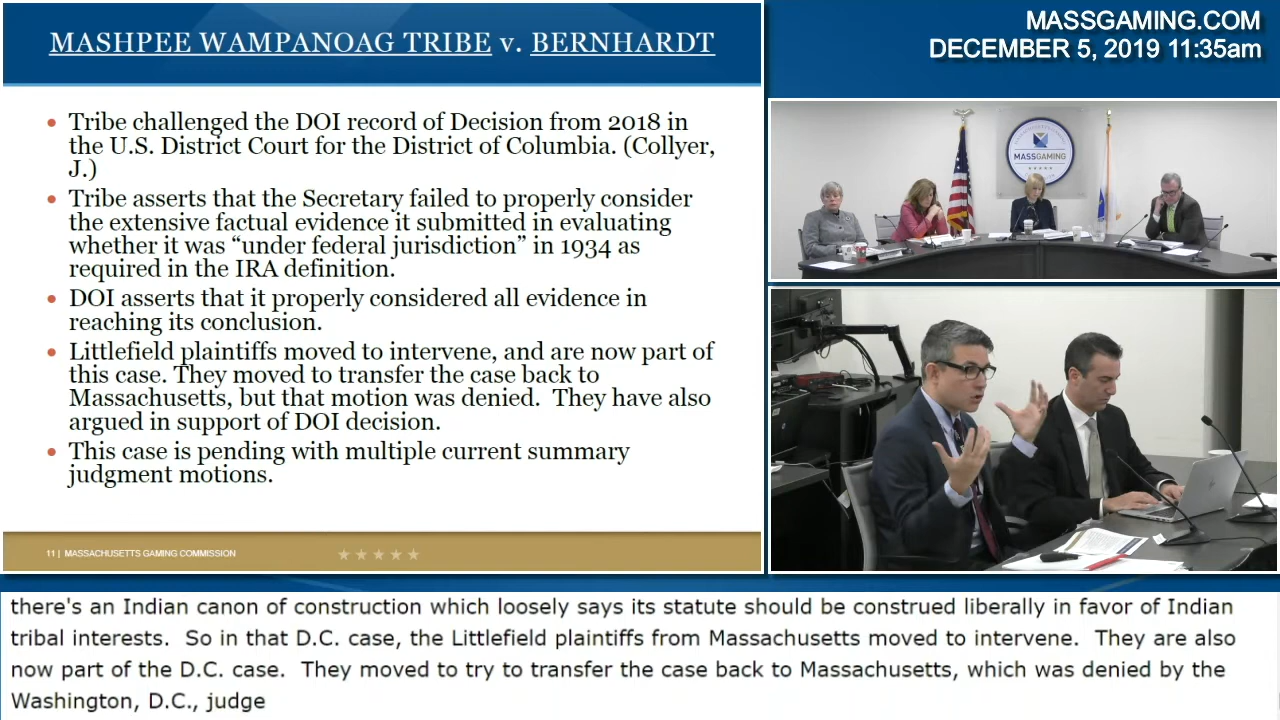 MASHPEE WAMPANOAG TRIBE v. BERNHARDT
• Tribe challenged the DOI record of Decision from 2018 in
the U.S. District Court for the District of Columbia. (Collyer,
J.)
• Tribe asserts that the Secretary failed to properly consider
the extensive factual evidence it submitted in evaluating
whether it was “under federal jurisdiction” in 1934 as
required in the IRA definition.
• DOI asserts that it properly considered all evidence in
reaching its conclusion.
• Littlefield plaintiffs moved to intervene, and are now part of
this case. They moved to transfer the case back to
Massachusetts, but that motion was denied. They have also
argued in support of DOI decision.
• This case is pending with multiple current summary
judgment motions.
11 | MASSACHUSETTS GAMING COMMISSION
MASSGAMING.COM
DECEMBER 5, 2019 11:35am
MASSGAMING
there's an Indian canon of construction which loosely says its statute should be construed liberally in favor of Indian
tribal interests. So in that D.C. case, the Littlefield plaintiffs from Massachusetts moved to intervene. They are also
now part of the D.C. case. They moved to try to transfer the case back to Massachusetts, which was denied by the
Washington, D.C., judge